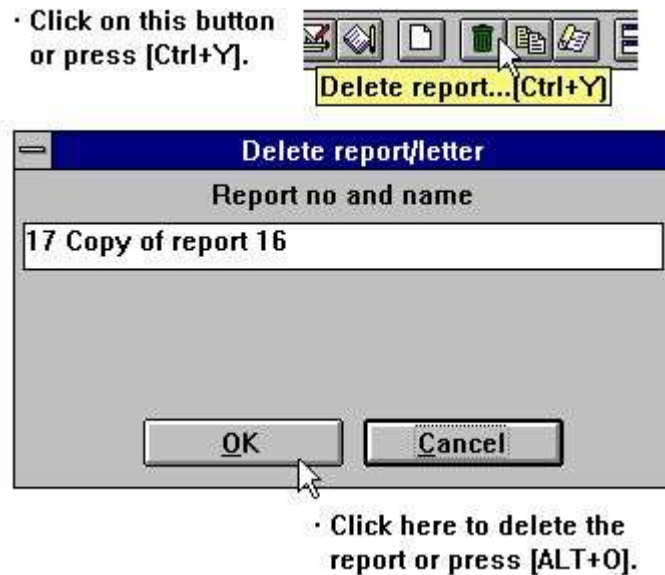 · Click on this button
or press [Ctrl+Y].
Delete report...(Ctrl+Y)
Delete report/letter
Report no and name
17 Copy of report 16
OK
Cancel
· Click here to delete the
report or press [ALT+O].